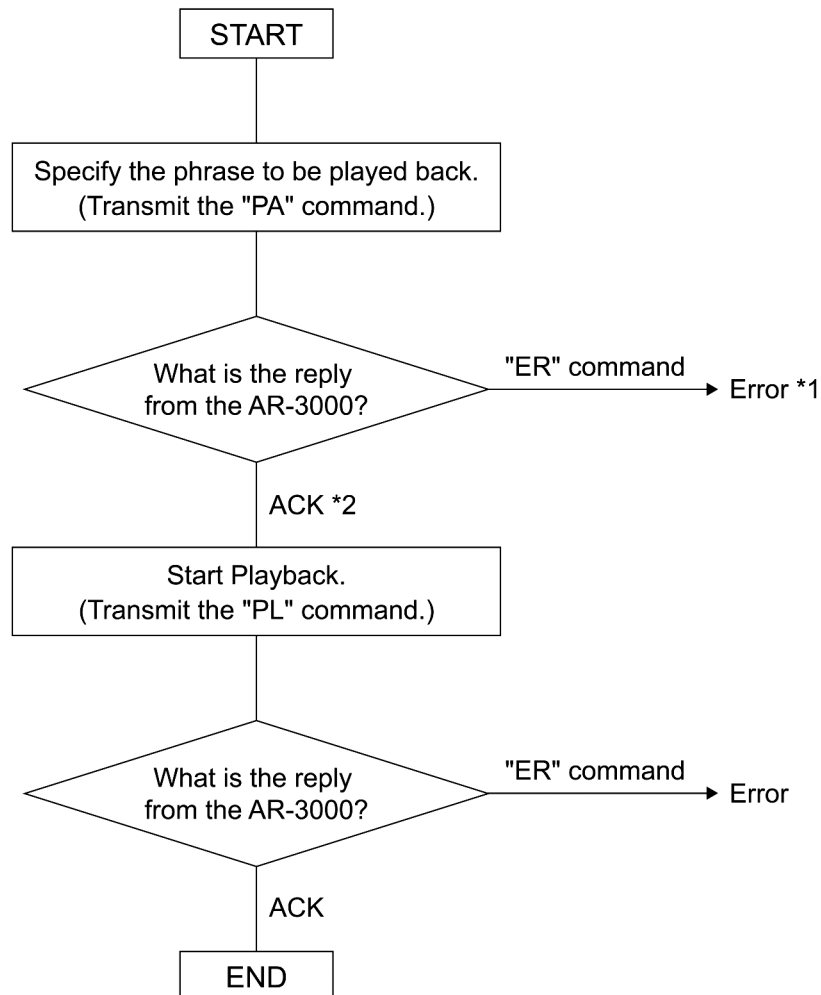 START
Specify the phrase to be played back.
(Transmit the "PA" command.)
What is the reply
from the AR-3000?
"ER" command
Error *1
ACK *2
Start Playback.
(Transmit the "PL" command.)
What is the reply
from the AR-3000?
"ER" command
Error
ACK
END